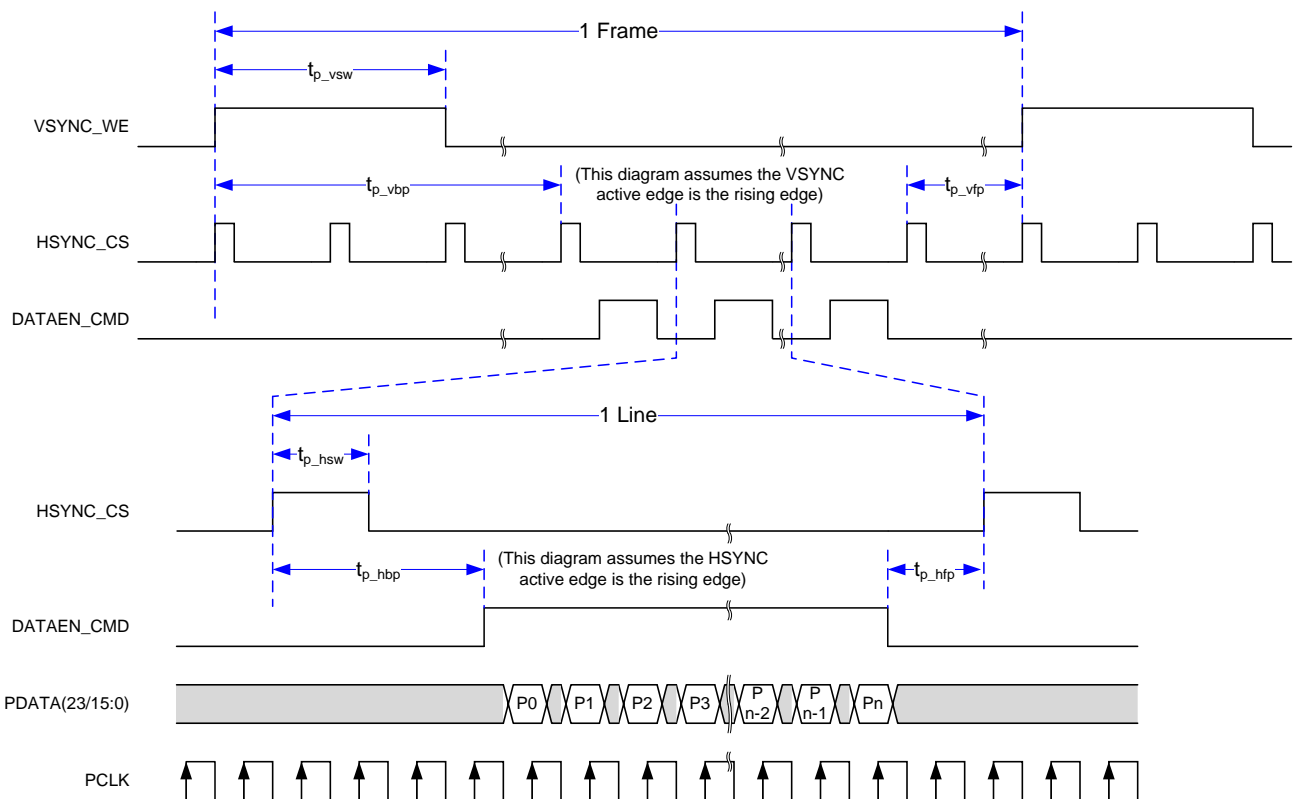 1 Frame
tp_vsw
VSYNC_WE
tp_vbp
(This diagram assumes the VSYNC
active edge is the rising edge)
tp_vfp
HSYNC_CS
DATAEN_CMD
1 Line
tp_hsw
HSYNC_CS
tp_hbp
(This diagram assumes the HSYNC
active edge is the rising edge)
tp_hfp
DATAEN_CMD
PDATA(23/15:0)
P0
P1
P2
P3
P
n-2
P
n-1
Pn
PCLK